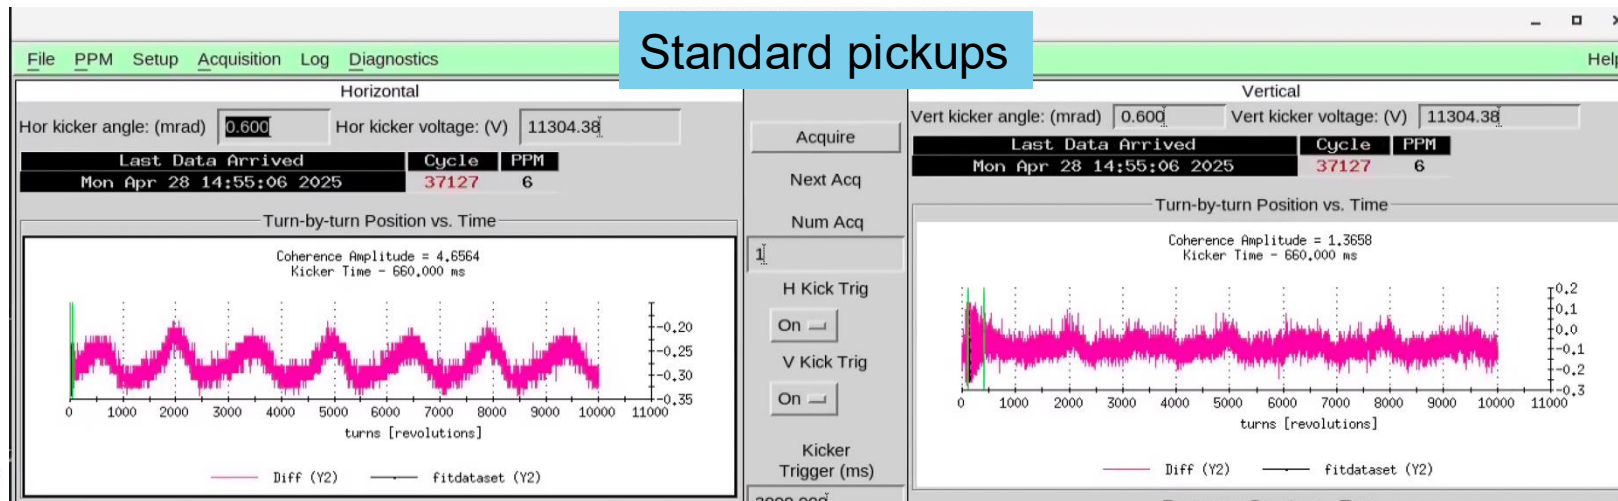 Standard pickups
File PPM Setup Acquisition Log Diagnostics
Horizontal
Hor kicker angle: (mrad) 0.600 Hor kicker voltage: (V) 11304.38
Last Data Arrived Cycle PPM
Mon Apr 28 14:55:06 2025 37127 6
Turn-by-turn Position vs. Time
Coherence Amplitude = 4.6564
Kicker Time - 660.000 ms
-0.20
-0.25
-0.30
-0.35
0 1000 2000 3000 4000 5000 6000 7000 8000 9000 10000 11000
turns [revolutions]
Diff (Y2) fitdataset (Y2)
Acquire
Next Acq
Num Acq
1
H Kick Trig
On
V Kick Trig
On
Kicker
Trigger (ms)
Vertical
Vert kicker angle: (mrad) 0.600 Vert kicker voltage: (V) 11304.38
Last Data Arrived Cycle PPM
Mon Apr 28 14:55:06 2025 37127 6
Turn-by-turn Position vs. Time
Coherence Amplitude = 1.3658
Kicker Time - 660.000 ms
0.2
0.1
0.0
-0.1
-0.2
-0.3
0 1000 2000 3000 4000 5000 6000 7000 8000 9000 10000 11000
turns [revolutions]
Diff (Y2) fitdataset (Y2)